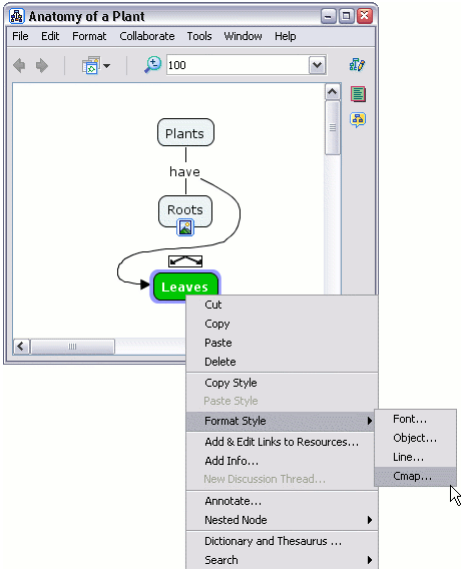 Anatomy of a Plant
File Edit Format Collaborate Tools Window Help
100
Plants
have
Roots
Leaves
Cut
Copy
Paste
Delete
Copy Style
Paste Style
Format Style
Font...
Object...
Line...
Cmap...
Add & Edit Links to Resources...
Add Info...
New Discussion Thread...
Annotate...
Nested Node
Dictionary and Thesaurus ...
Search